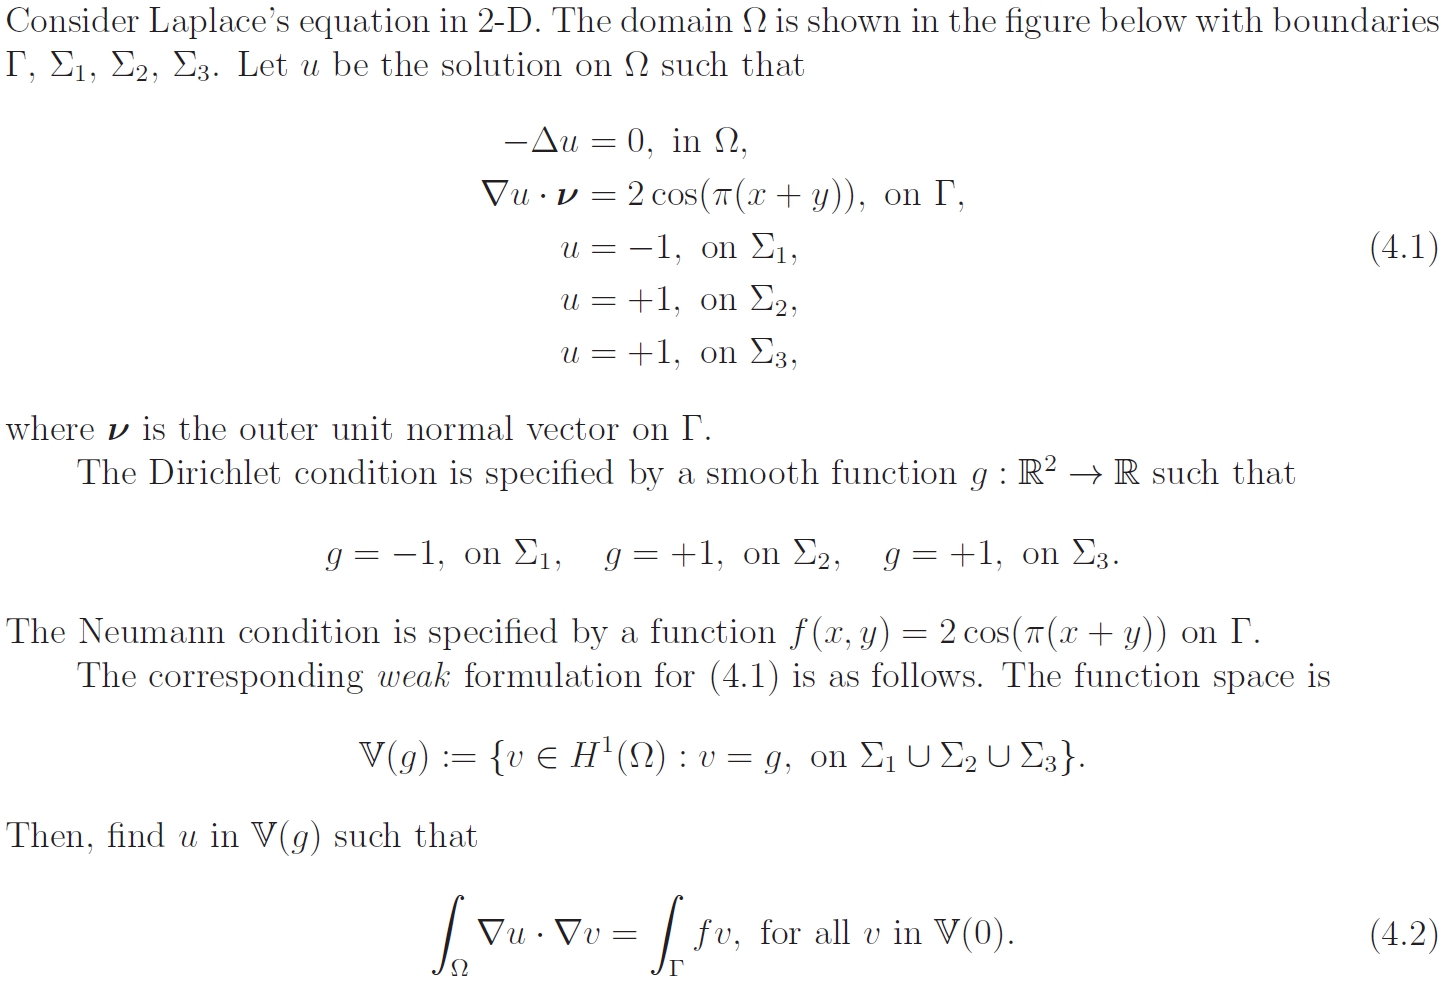 Consider Laplace's equation in 2-D. The domain Ω is shown in the figure below with boundaries
Γ, Σ₁, Σ₂, Σ₃. Let u be the solution on Ω such that
−Δu = 0, in Ω,
∇u · ν = 2 cos(π(x + y)), on Γ,
u = −1, on Σ₁, (4.1)
u = +1, on Σ₂,
u = +1, on Σ₃,
where ν is the outer unit normal vector on Γ.
The Dirichlet condition is specified by a smooth function g : ℝ² → ℝ such that
g = −1, on Σ₁, g = +1, on Σ₂, g = +1, on Σ₃.
The Neumann condition is specified by a function f(x, y) = 2 cos(π(x + y)) on Γ.
The corresponding weak formulation for (4.1) is as follows. The function space is
𝕍(g) := {v ∈ H¹(Ω) : v = g, on Σ₁ ∪ Σ₂ ∪ Σ₃}.
Then, find u in 𝕍(g) such that
∫_Ω ∇u · ∇v = ∫_Γ fv, for all v in 𝕍(0). (4.2)